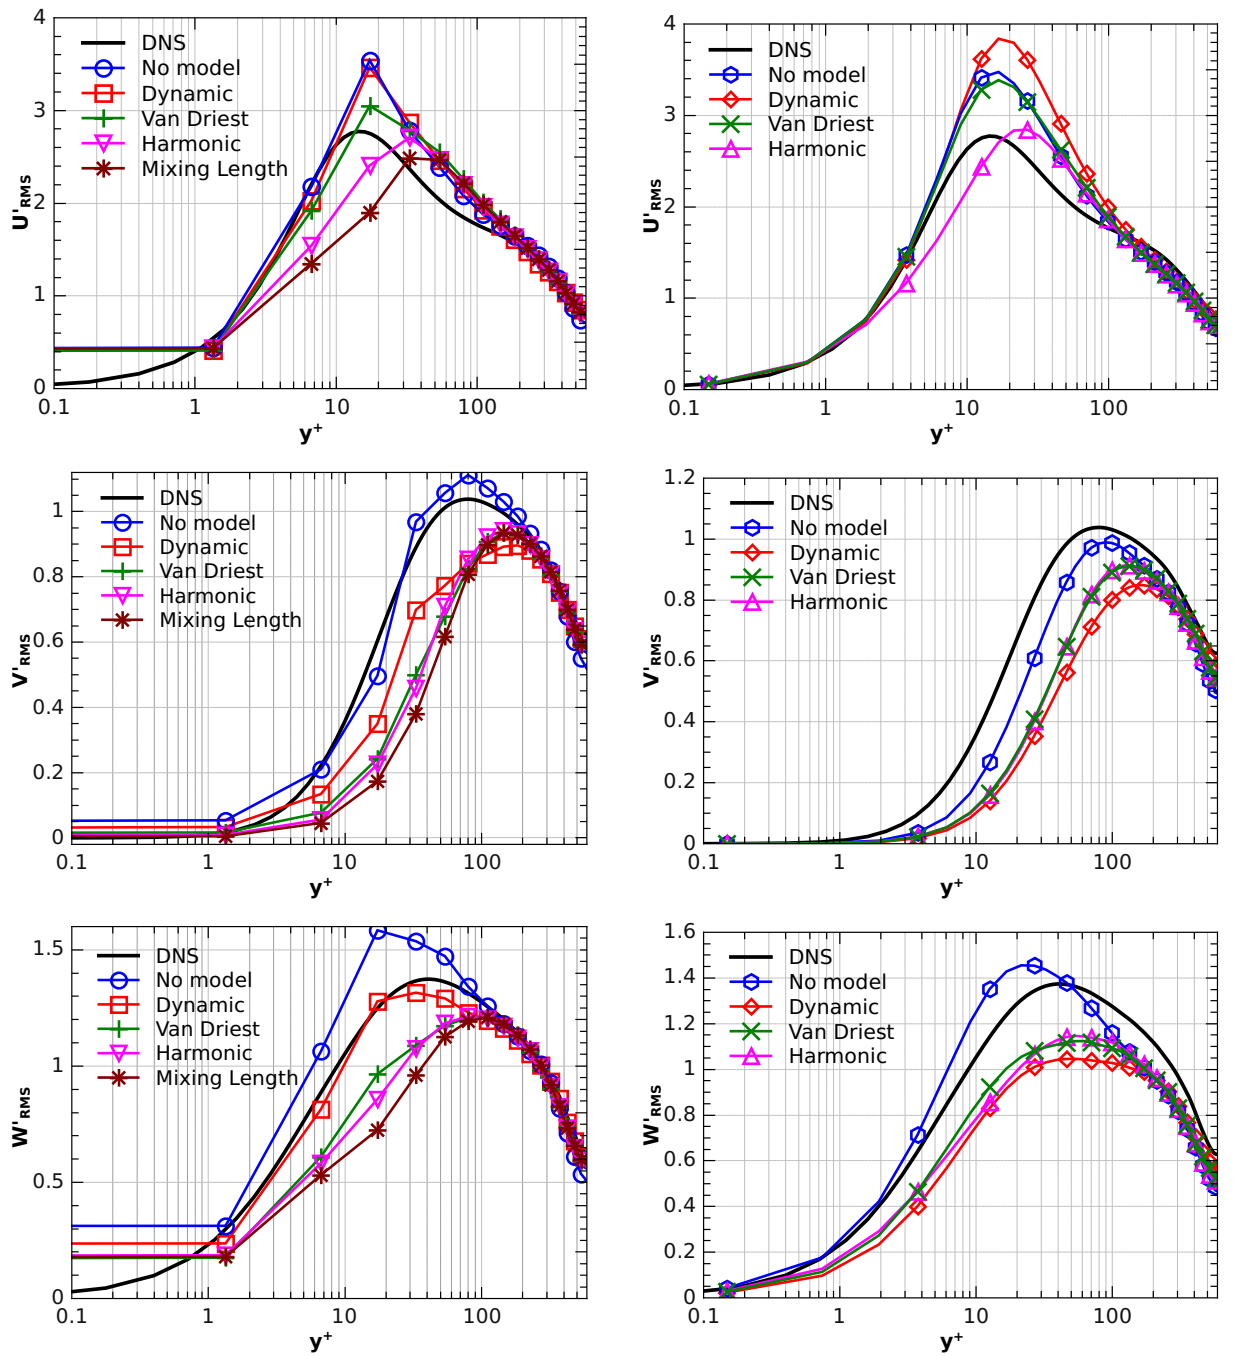 4
3
2
1
0
0.1 1 10 100
U'RMS
y+
DNS
No model
Dynamic
Van Driest
Harmonic
Mixing Length
4
3
2
1
0
0.1 1 10 100
U'RMS
y+
DNS
No model
Dynamic
Van Driest
Harmonic
1
0.8
0.6
0.4
0.2
0
0.1 1 10 100
V'RMS
y+
DNS
No model
Dynamic
Van Driest
Harmonic
Mixing Length
1.2
1
0.8
0.6
0.4
0.2
0
0.1 1 10 100
V'RMS
y+
DNS
No model
Dynamic
Van Driest
Harmonic
1.5
1
0.5
0
0.1 1 10 100
W'RMS
y+
DNS
No model
Dynamic
Van Driest
Harmonic
Mixing Length
1.6
1.4
1.2
1
0.8
0.6
0.4
0.2
0
0.1 1 10 100
W'RMS
y+
DNS
No model
Dynamic
Van Driest
Harmonic